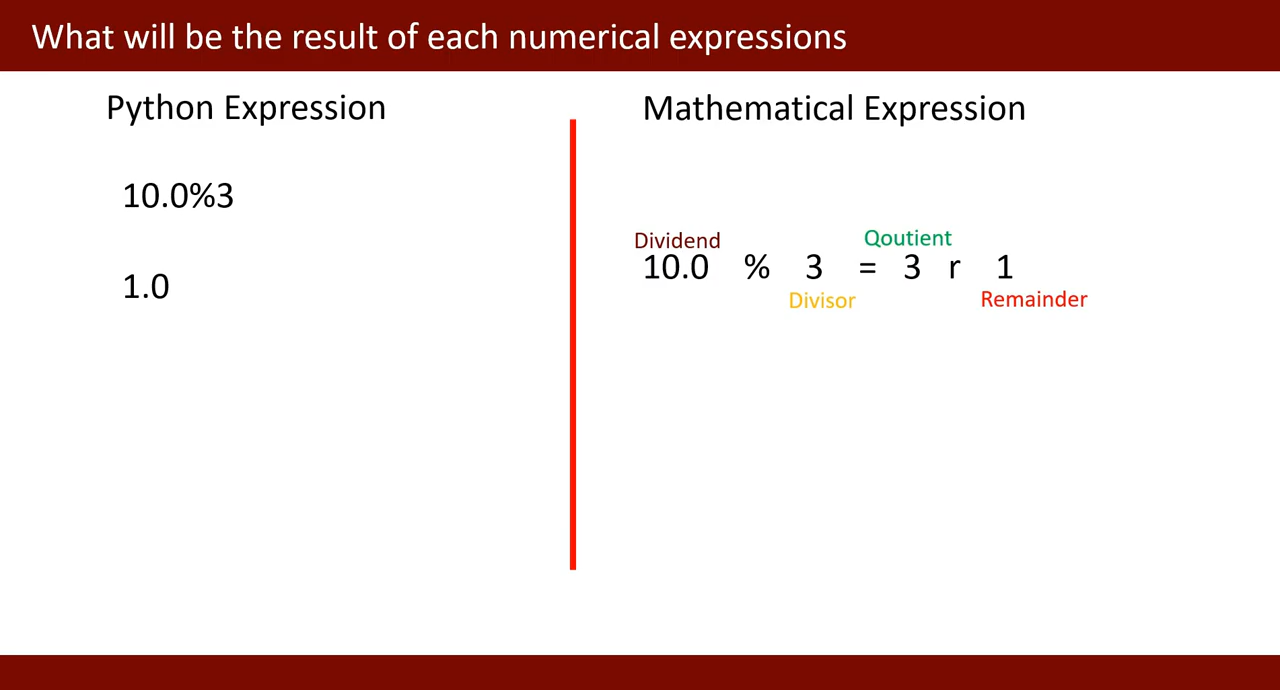 What will be the result of each numerical expressions
Python Expression
10.0%3
1.0
Mathematical Expression
Dividend Qoutient
10.0 % 3 = 3 r 1
Divisor Remainder